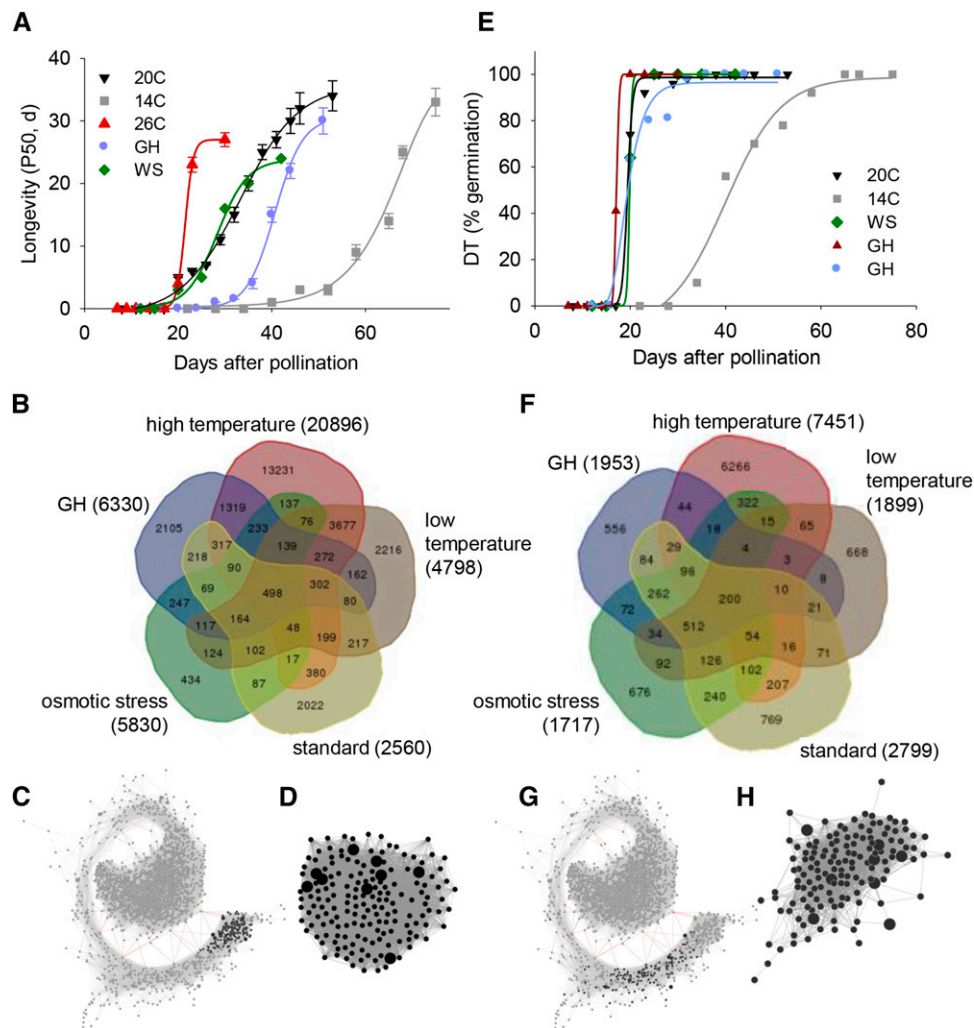 A
20C
14C
26C
GH
WS
Longevity (P50, d)
30
20
10
0
0
20
40
60
Days after pollination
E
100
80
60
40
20
0
DT (% germination)
20C
14C
WS
GH
GH
0
20
40
60
80
Days after pollination
B
high temperature (20896)
GH (6330)
low
temperature
(4798)
osmotic stress
(5830)
standard (2560)
13231
1319
137
233
76
3677
2105
317
139
272
2216
218
90
162
69
498
302
80
247
164
48
117
199
217
124
102
17
434
87
380
2022
F
high temperature (7451)
GH (1953)
low
temperature
(1899)
osmotic stress
(1717)
standard (2799)
6266
44
322
18
15
65
556
29
4
3
668
84
96
8
262
200
10
21
72
512
34
54
16
71
92
126
102
676
240
207
769
C
D
G
H